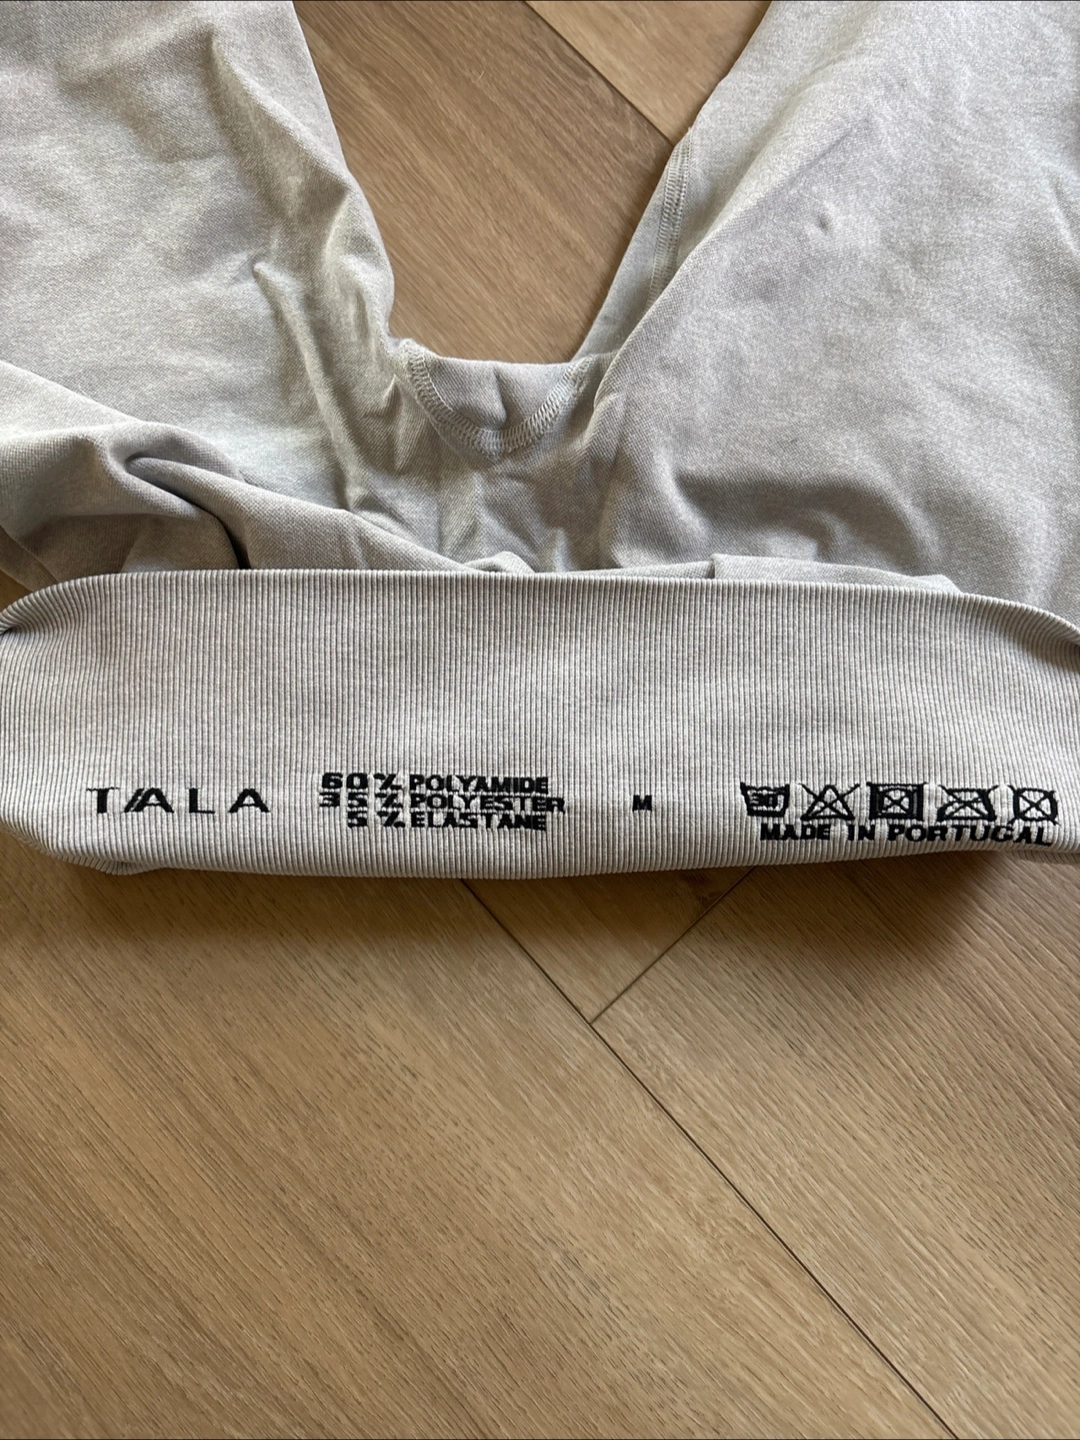 TALA
60% POLYAMIDE
35% POLYESTER
5% ELASTANE
M
30
MADE IN PORTUGAL